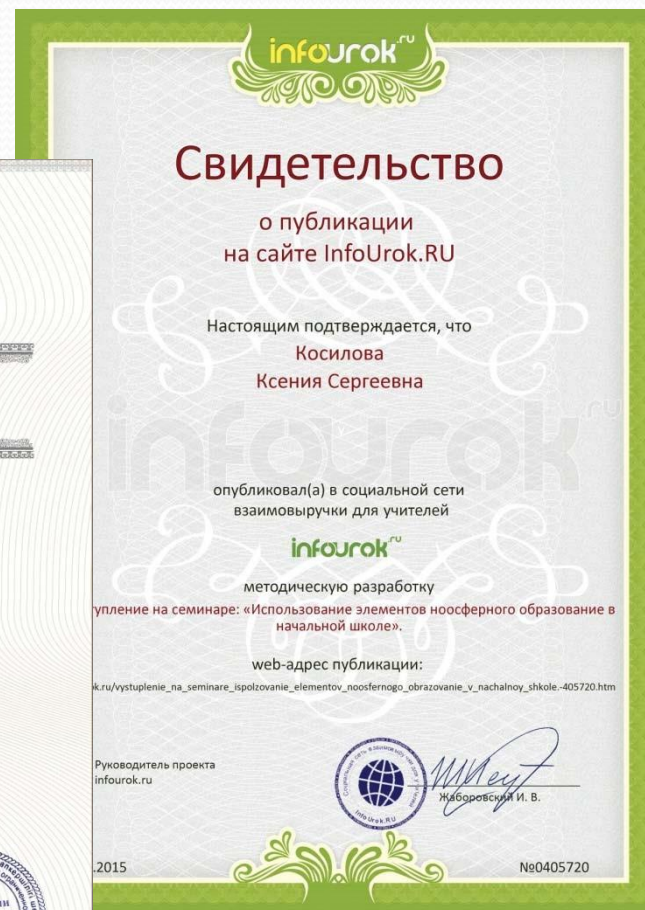 infourok.ru
Свидетельство
о публикации
на сайте InfoUrok.RU
Настоящим подтверждается, что
Косилова
Ксения Сергеевна
опубликовал(а) в социальной сети
взаимовыручки для учителей
infourok.ru
методическую разработку
упление на семинаре: «Использование элементов ноосферного образование в
начальной школе».
web-адрес публикации:
k.ru/vystuplenie_na_seminare_ispolzovanie_elementov_noosfernogo_obrazovanie_v_nachalnoy_shkole.-405720.htm
Руководитель проекта
infourok.ru
Жаборовский И. В.
InfoUrok.RU
.2015
№0405720